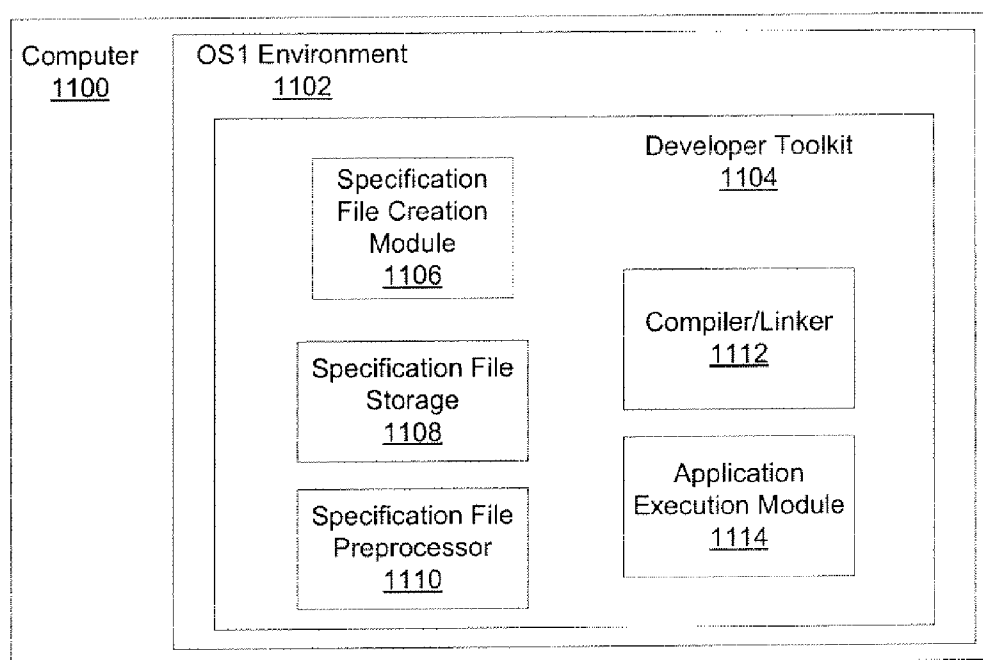 Computer
1100
OS1 Environment
1102
Developer Toolkit
1104
Specification
File Creation
Module
1106
Specification File
Storage
1108
Specification File
Preprocessor
1110
Compiler/Linker
1112
Application
Execution Module
1114